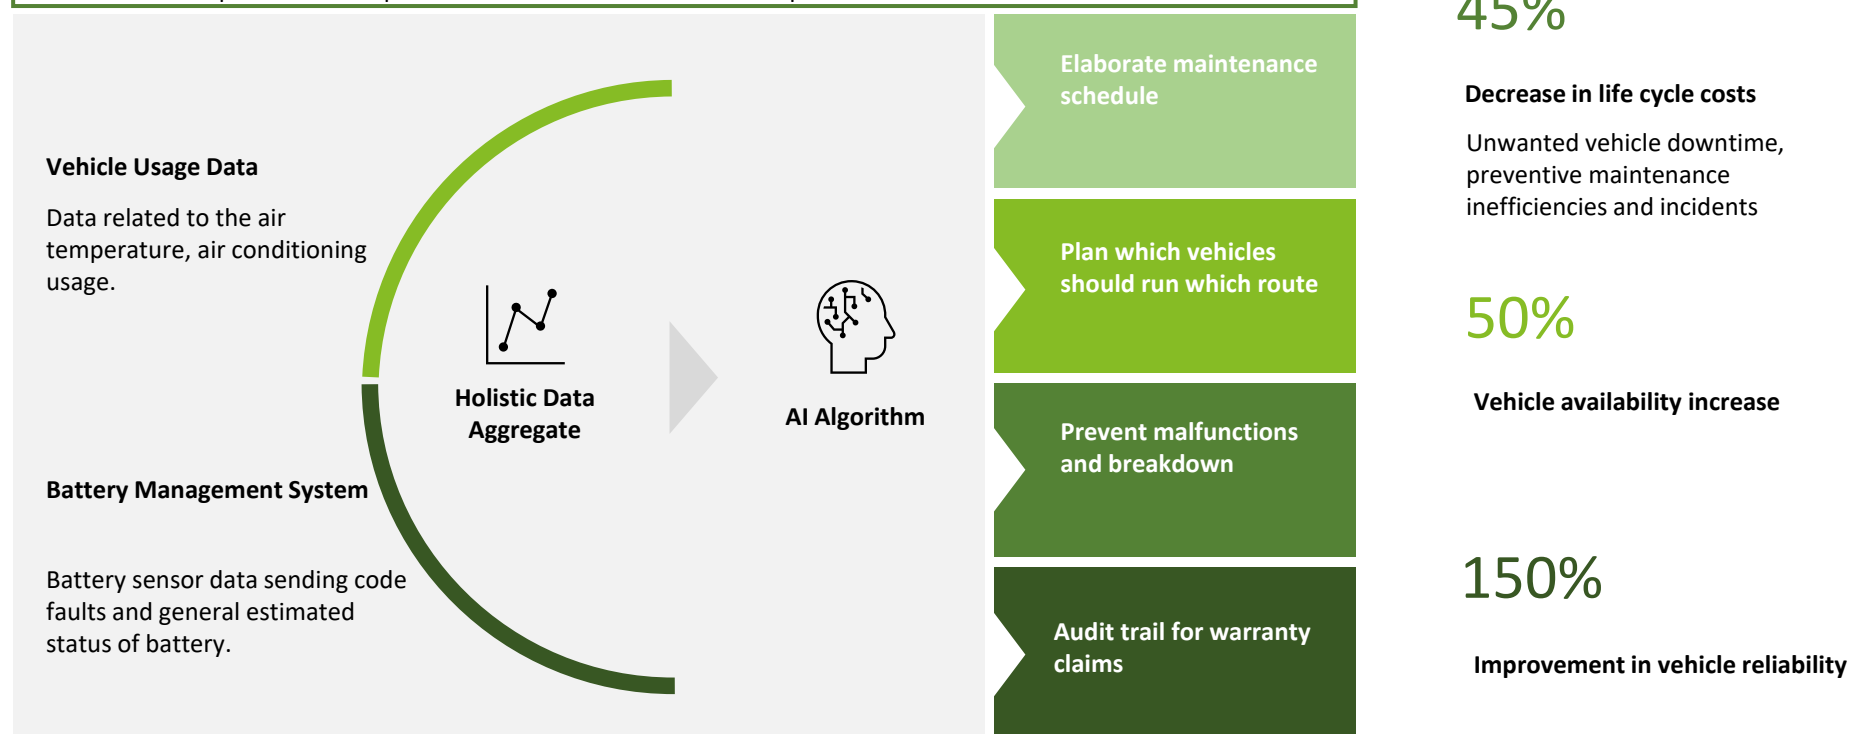 45%
Decrease in life cycle costs
Unwanted vehicle downtime,
preventive maintenance
inefficiencies and incidents
50%
Vehicle availability increase
150%
Improvement in vehicle reliability
Vehicle Usage Data
Data related to the air
temperature, air conditioning
usage.
Battery Management System
Battery sensor data sending code
faults and general estimated
status of battery.
Holistic Data
Aggregate
AI Algorithm
Elaborate maintenance
schedule
Plan which vehicles
should run which route
Prevent malfunctions
and breakdown
Audit trail for warranty
claims